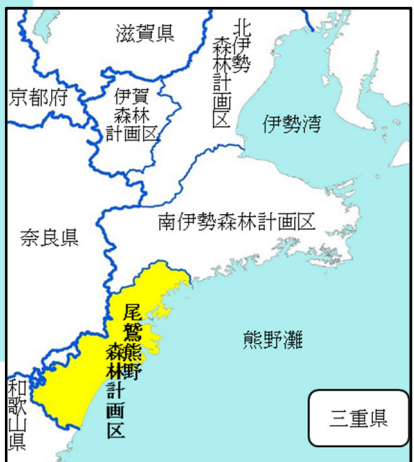 滋賀県
北伊勢
森林計画区
京都府
伊賀
森林
計画区
伊勢湾
南伊勢森林計画区
奈良県
尾鷲熊野
森林計画区
熊野灘
和歌山県
三重県